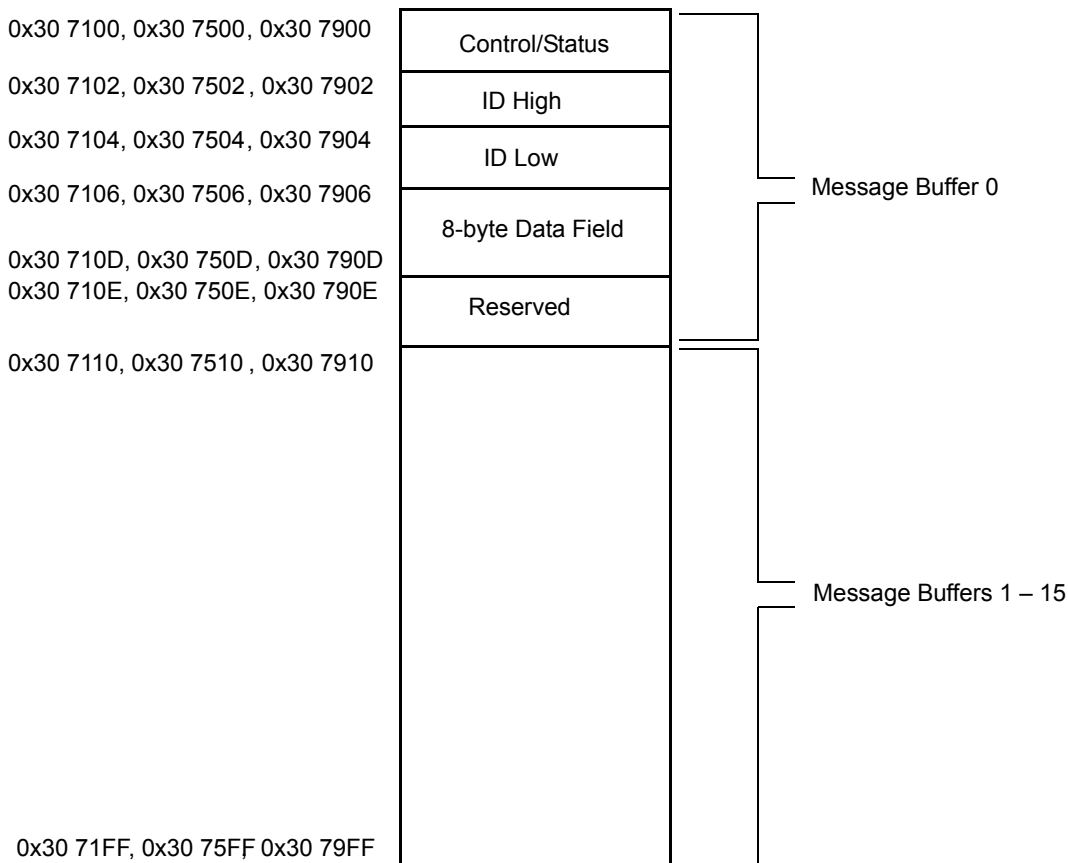 0x30 7100, 0x30 7500, 0x30 7900
Control/Status
0x30 7102, 0x30 7502, 0x30 7902
ID High
0x30 7104, 0x30 7504, 0x30 7904
ID Low
0x30 7106, 0x30 7506, 0x30 7906
Message Buffer 0
8-byte Data Field
0x30 710D, 0x30 750D, 0x30 790D
0x30 710E, 0x30 750E, 0x30 790E
Reserved
0x30 7110, 0x30 7510, 0x30 7910
Message Buffers 1 – 15
0x30 71FF, 0x30 75FF, 0x30 79FF